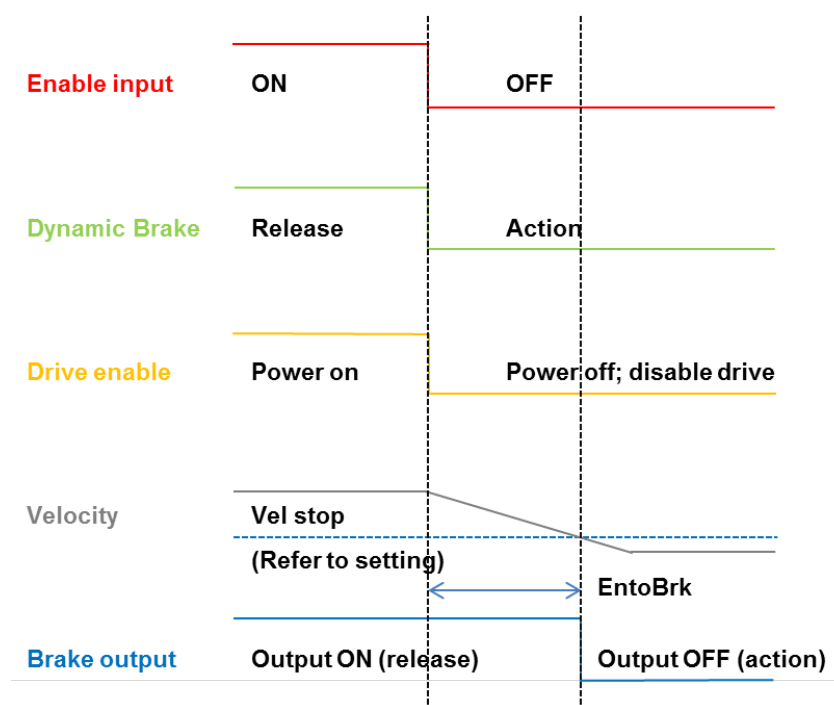 Enable input ON OFF
Dynamic Brake Release Action
Drive enable Power on Power off; disable drive
Velocity Vel stop
(Refer to setting)
EntoBrk
Brake output Output ON (release) Output OFF (action)